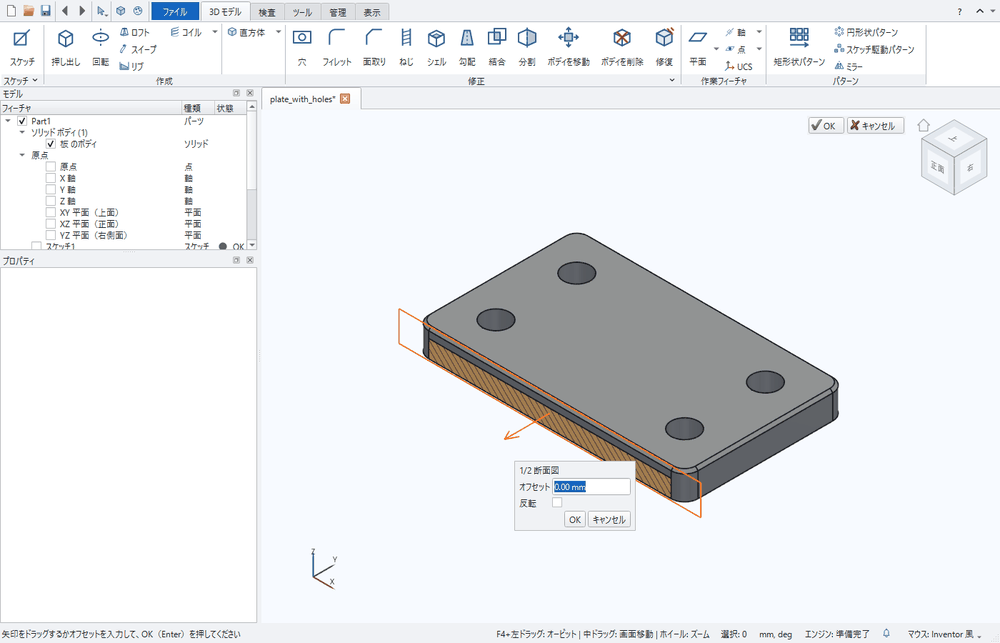 ファイル 3D モデル 検査 ツール 管理 表示 ?
スケッチ 押し出し 回転 ロフト スイープ リブ コイル 直方体 穴 フィレット 面取り ねじ シェル 勾配 結合 分割 ボディを移動 ボディを削除 修復 平面 軸 点 UCS 矩形状パターン 円形状パターン スケッチ駆動パターン ミラー
スケッチ 作成 修正 作業フィーチャ パターン
モデル
plate_with_holes*
フィーチャ 種類 状態
Part1 パーツ
ソリッド ボディ (1)
板 のボディ ソリッド
原点
原点 点
X 軸 軸
Y 軸 軸
Z 軸 軸
XY 平面（上面） 平面
XZ 平面（正面） 平面
YZ 平面（右側面） 平面
スケッチ1 スケッチ OK
プロパティ
OK キャンセル
上
正面 右
1/2 断面図
オフセット 0.00 mm
反転
OK キャンセル
Z
Y
X
矢印をドラッグするかオフセットを入力して、OK（Enter）を押してください F4+左ドラッグ: オービット | 中ドラッグ: 画面移動 | ホイール: ズーム 選択: 0 mm, deg エンジン: 準備完了 マウス: Inventor 風